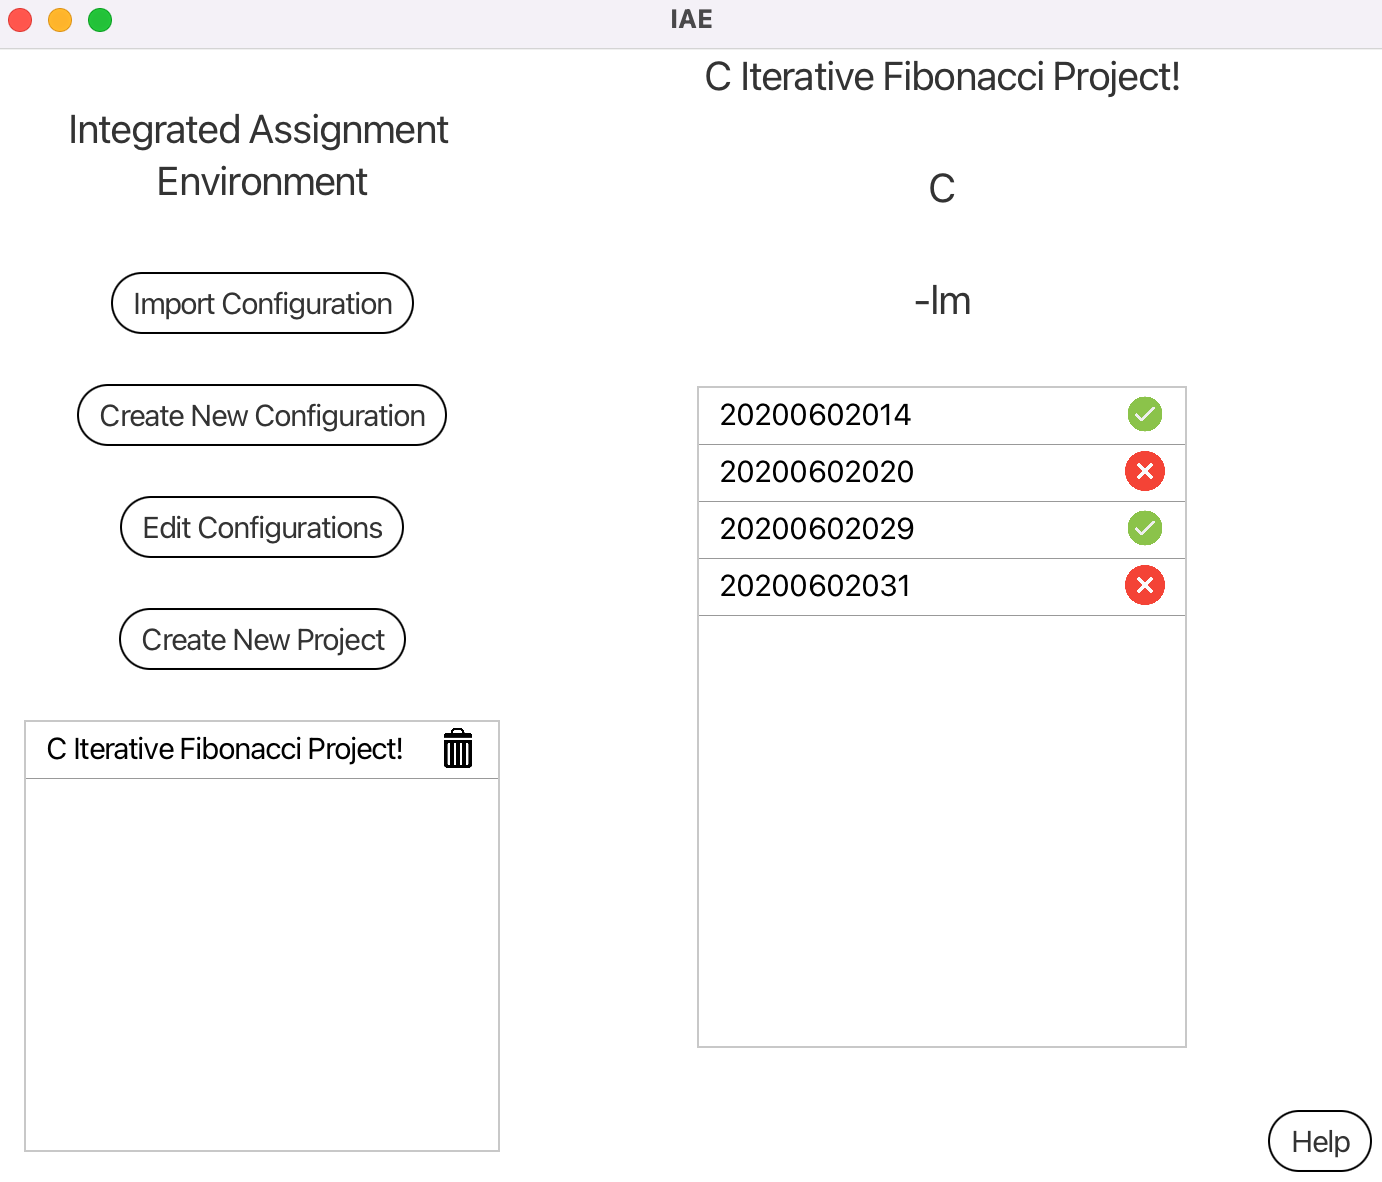 IAE
Integrated Assignment
Environment
Import Configuration
Create New Configuration
Edit Configurations
Create New Project
C Iterative Fibonacci Project!
C Iterative Fibonacci Project!
C
-lm
20200602014
20200602020
20200602029
20200602031
Help